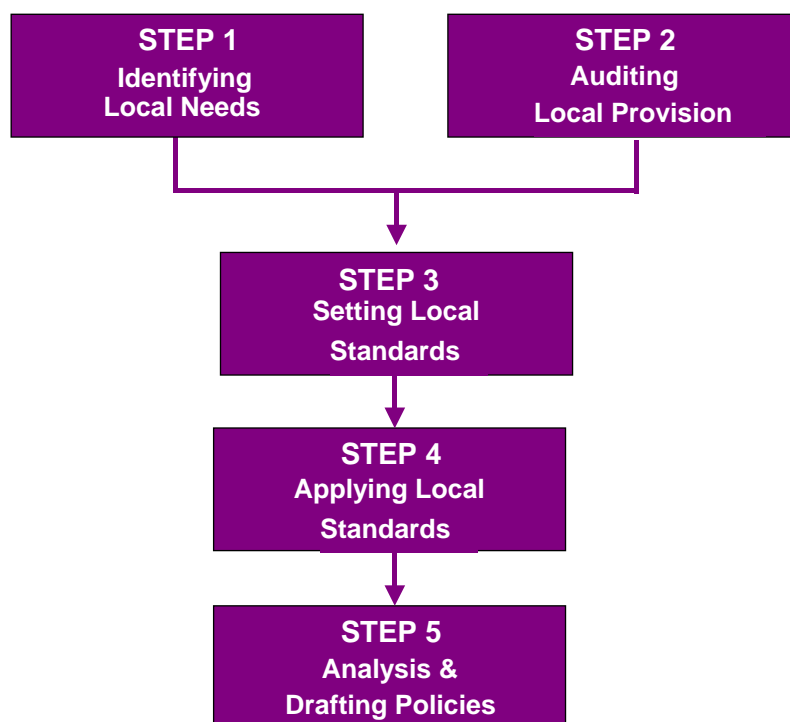 STEP 1
Identifying
Local Needs
STEP 2
Auditing
Local Provision
STEP 3
Setting Local
Standards
STEP 4
Applying Local
Standards
STEP 5
Analysis &
Drafting Policies